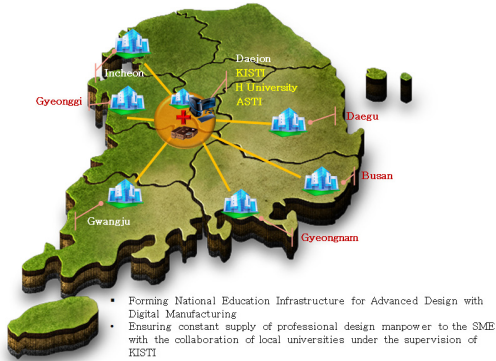 Incheon
Daejon
KISTI
H University
ASTI
Gyeonggi
Daegu
Busan
Gwangju
Gyeongnam
▪ Forming National Education Infrastructure for Advanced Design with
Digital Manufacturing
• Ensuring constant supply of professional design manpower to the SME
with the collaboration of local universities under the supervision of
KISTI